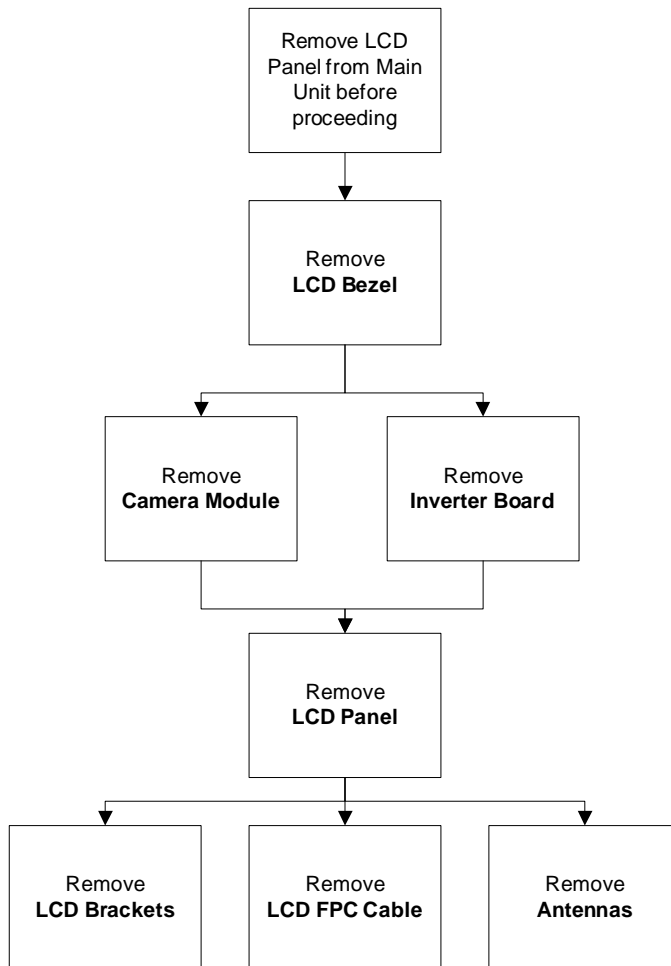 Remove LCD
Panel from Main
Unit before
proceeding
Remove
LCD Bezel
Remove
Camera Module
Remove
Inverter Board
Remove
LCD Panel
Remove
LCD Brackets
Remove
LCD FPC Cable
Remove
Antennas